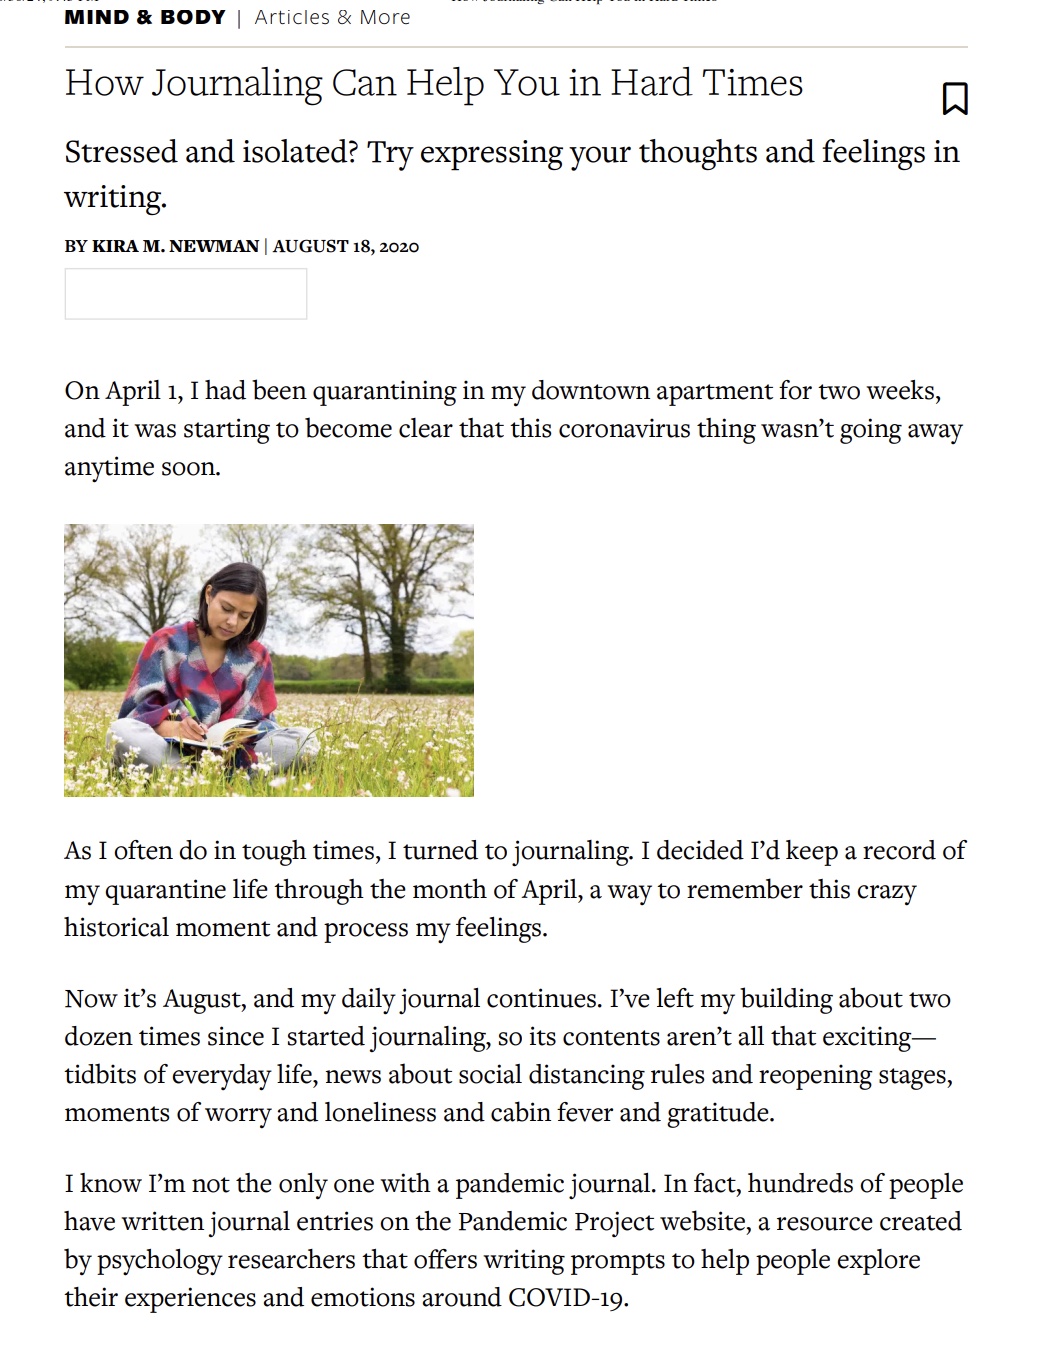 How Journaling Can Help You in Hard Times
MIND & BODY | Articles & More
How Journaling Can Help You in Hard Times
Stressed and isolated? Try expressing your thoughts and feelings in
writing.
BY KIRA M. NEWMAN | AUGUST 18, 2020
On April 1, I had been quarantining in my downtown apartment for two weeks,
and it was starting to become clear that this coronavirus thing wasn’t going away
anytime soon.
As I often do in tough times, I turned to journaling. I decided I’d keep a record of
my quarantine life through the month of April, a way to remember this crazy
historical moment and process my feelings.
Now it’s August, and my daily journal continues. I’ve left my building about two
dozen times since I started journaling, so its contents aren’t all that exciting—
tidbits of everyday life, news about social distancing rules and reopening stages,
moments of worry and loneliness and cabin fever and gratitude.
I know I’m not the only one with a pandemic journal. In fact, hundreds of people
have written journal entries on the Pandemic Project website, a resource created
by psychology researchers that offers writing prompts to help people explore
their experiences and emotions around COVID-19.